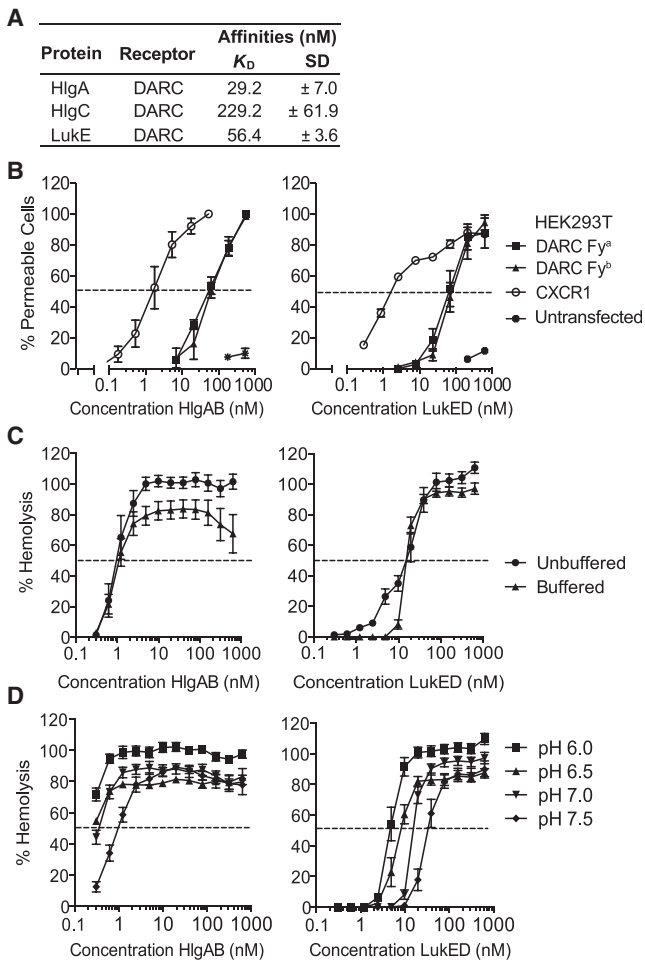 A
Affinities (nM)
Protein Receptor K_D SD
HlgA DARC 29.2 ± 7.0
HlgC DARC 229.2 ± 61.9
LukE DARC 56.4 ± 3.6
B
% Permeable Cells
120
100
80
60
40
20
0
0.1 1 10 100 1000
Concentration HlgAB (nM)
120
100
80
60
40
20
0
0.1 1 10 100 1000
Concentration LukED (nM)
HEK293T
DARC Fyᵃ
DARC Fyᵇ
CXCR1
Untransfected
C
% Hemolysis
120
100
80
60
40
20
0
0.1 1 10 100 1000
Concentration HlgAB (nM)
120
100
80
60
40
20
0
0.1 1 10 100 1000
Concentration LukED (nM)
Unbuffered
Buffered
D
% Hemolysis
120
100
80
60
40
20
0
0.1 1 10 100 1000
Concentration HlgAB (nM)
120
100
80
60
40
20
0
0.1 1 10 100 1000
Concentration LukED (nM)
pH 6.0
pH 6.5
pH 7.0
pH 7.5